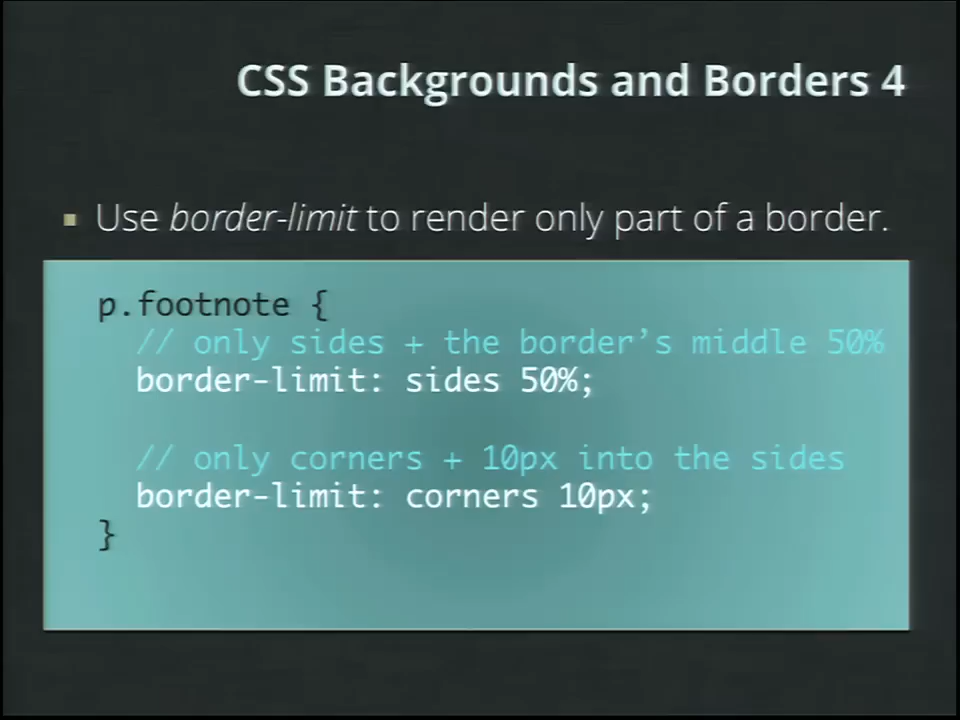 CSS Backgrounds and Borders 4
Use border-limit to render only part of a border.
p.footnote {
// only sides + the border’s middle 50%
border-limit: sides 50%;
// only corners + 10px into the sides
border-limit: corners 10px;
}